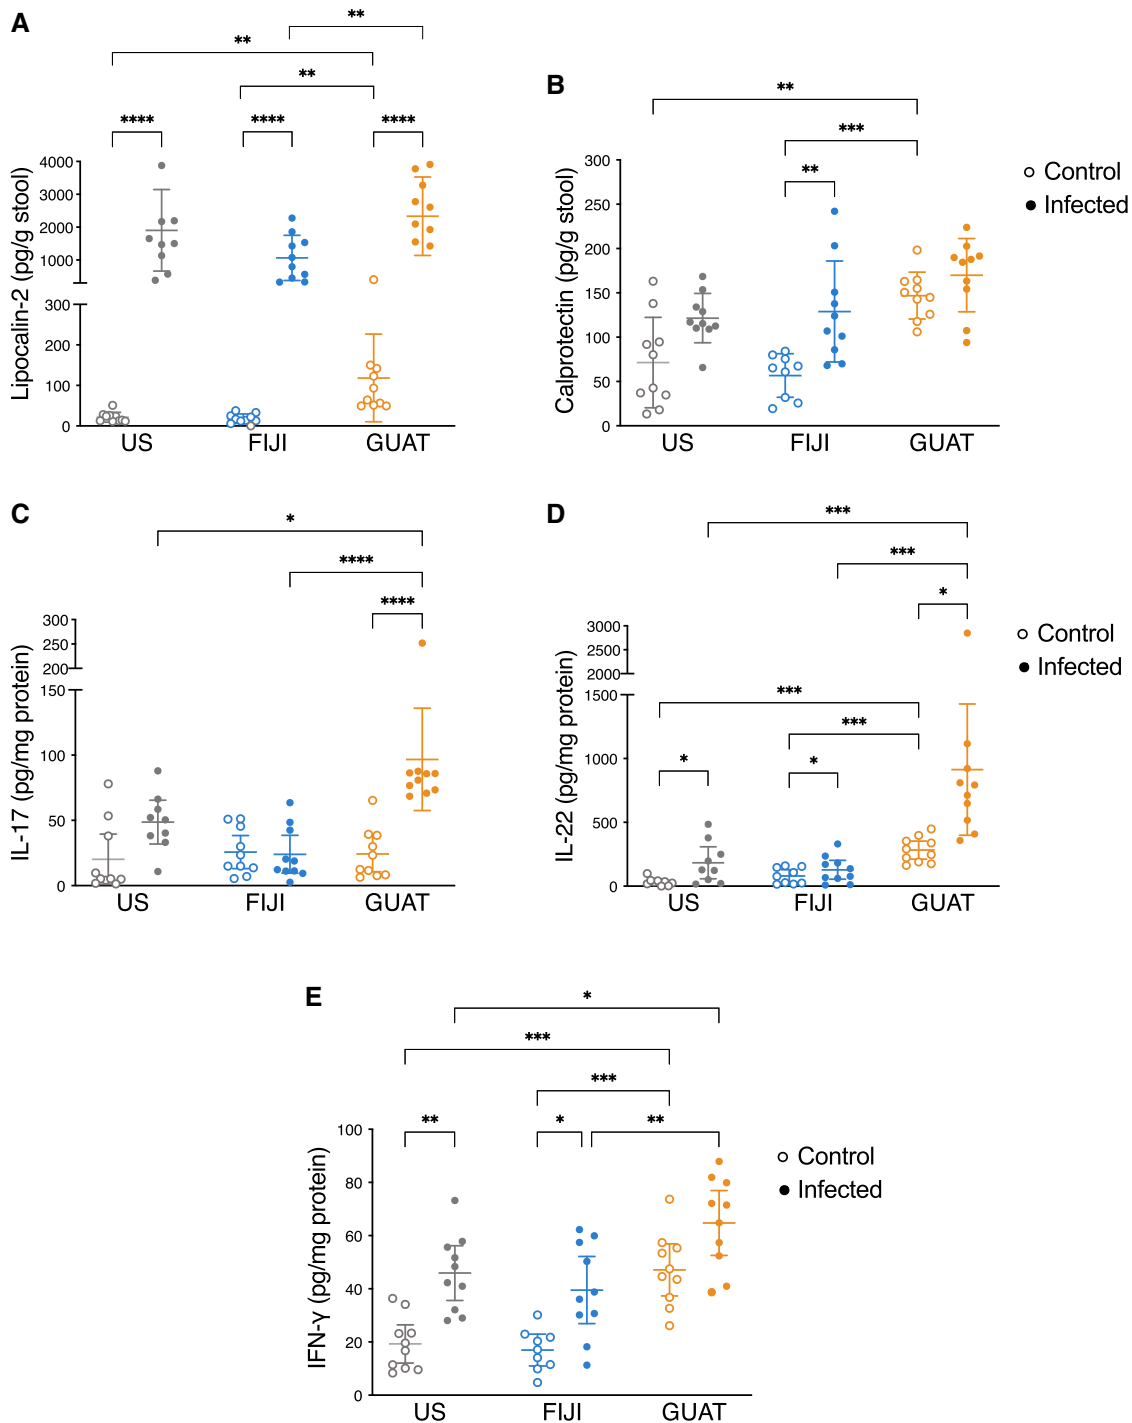 A
**
**
**
****
****
****
Lipocalin-2 (pg/g stool)
4000
3000
2000
1000
300
200
100
0
US
FIJI
GUAT
B
**
***
**
Calprotectin (pg/g stool)
300
250
200
150
100
50
0
US
FIJI
GUAT
Control
Infected
C
*
****
****
IL-17 (pg/mg protein)
300
250
200
150
100
50
0
US
FIJI
GUAT
D
***
***
*
***
***
*
*
IL-22 (pg/mg protein)
3000
2500
2000
1500
1000
500
0
US
FIJI
GUAT
Control
Infected
E
*
***
***
**
*
**
IFN-γ (pg/mg protein)
100
80
60
40
20
0
US
FIJI
GUAT
Control
Infected